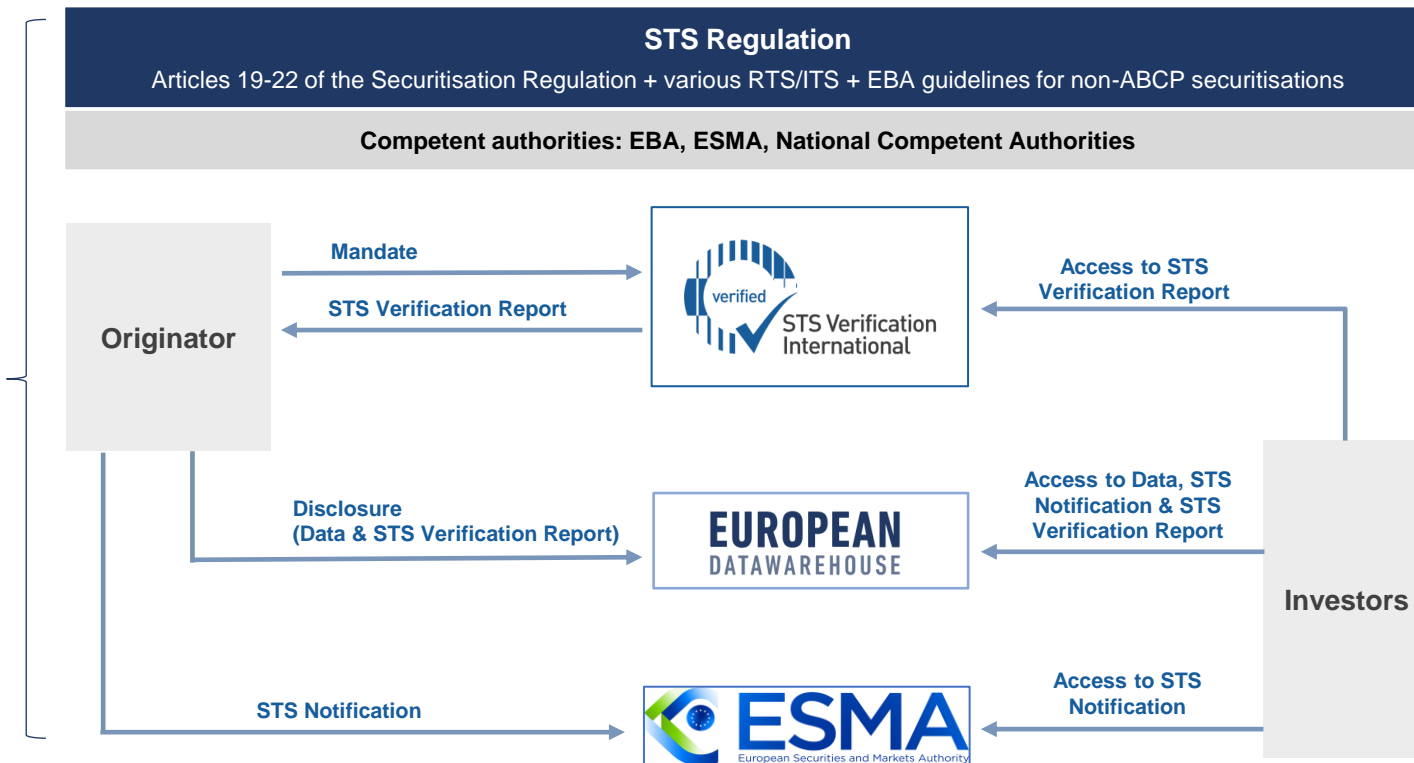 STS Regulation
Articles 19-22 of the Securitisation Regulation + various RTS/ITS + EBA guidelines for non-ABCP securitisations
Competent authorities: EBA, ESMA, National Competent Authorities
Mandate
STS Verification Report
Originator
verified
STS Verification
International
Access to STS
Verification Report
Disclosure
(Data & STS Verification Report)
EUROPEAN
DATAWAREHOUSE
Access to Data, STS
Notification & STS
Verification Report
Investors
STS Notification
ESMA
European Securities and Markets Authority
Access to STS
Notification